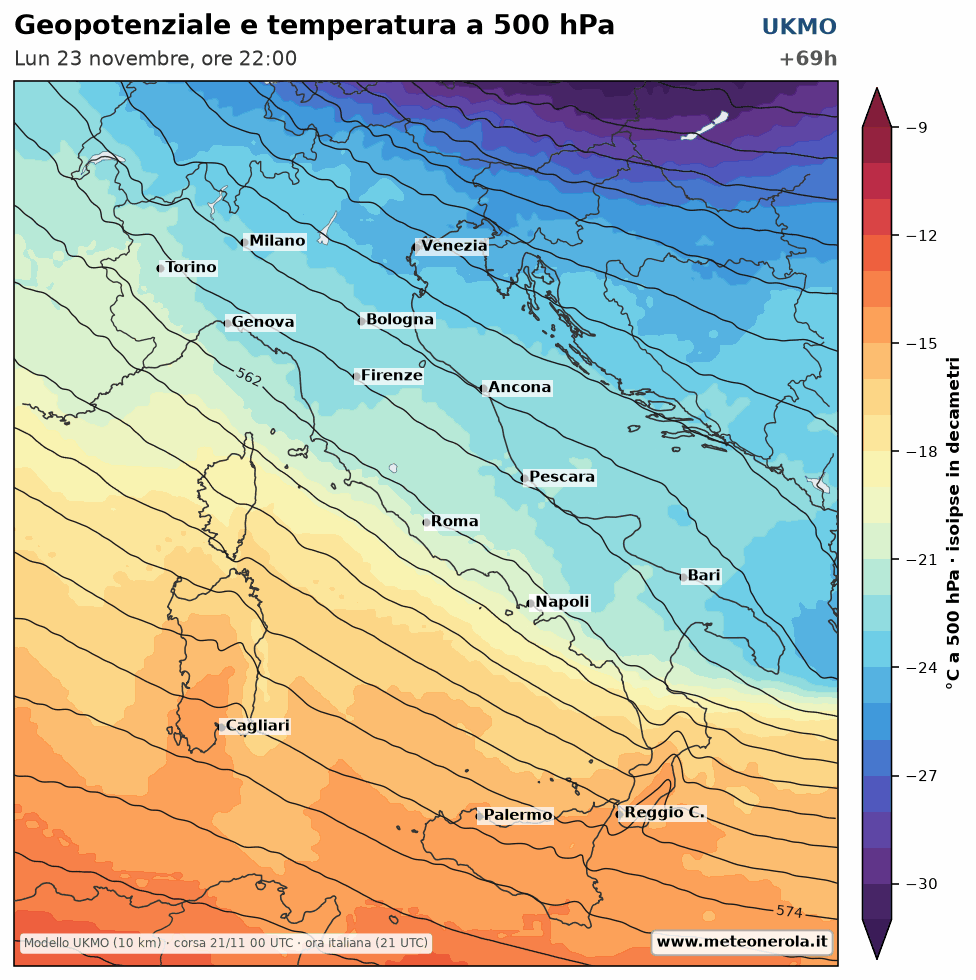 Geopotenziale e temperatura a 500 hPa
UKMO
Lun 23 novembre, ore 22:00
+69h
Milano
Venezia
Torino
Genova
Bologna
562
Firenze
Ancona
Pescara
Roma
Bari
Napoli
Cagliari
Palermo
Reggio C.
574
Modello UKMO (10 km) · corsa 21/11 00 UTC · ora italiana (21 UTC)
www.meteonerola.it
−9
−12
−15
−18
−21
−24
−27
−30
°C a 500 hPa · isoipse in decametri